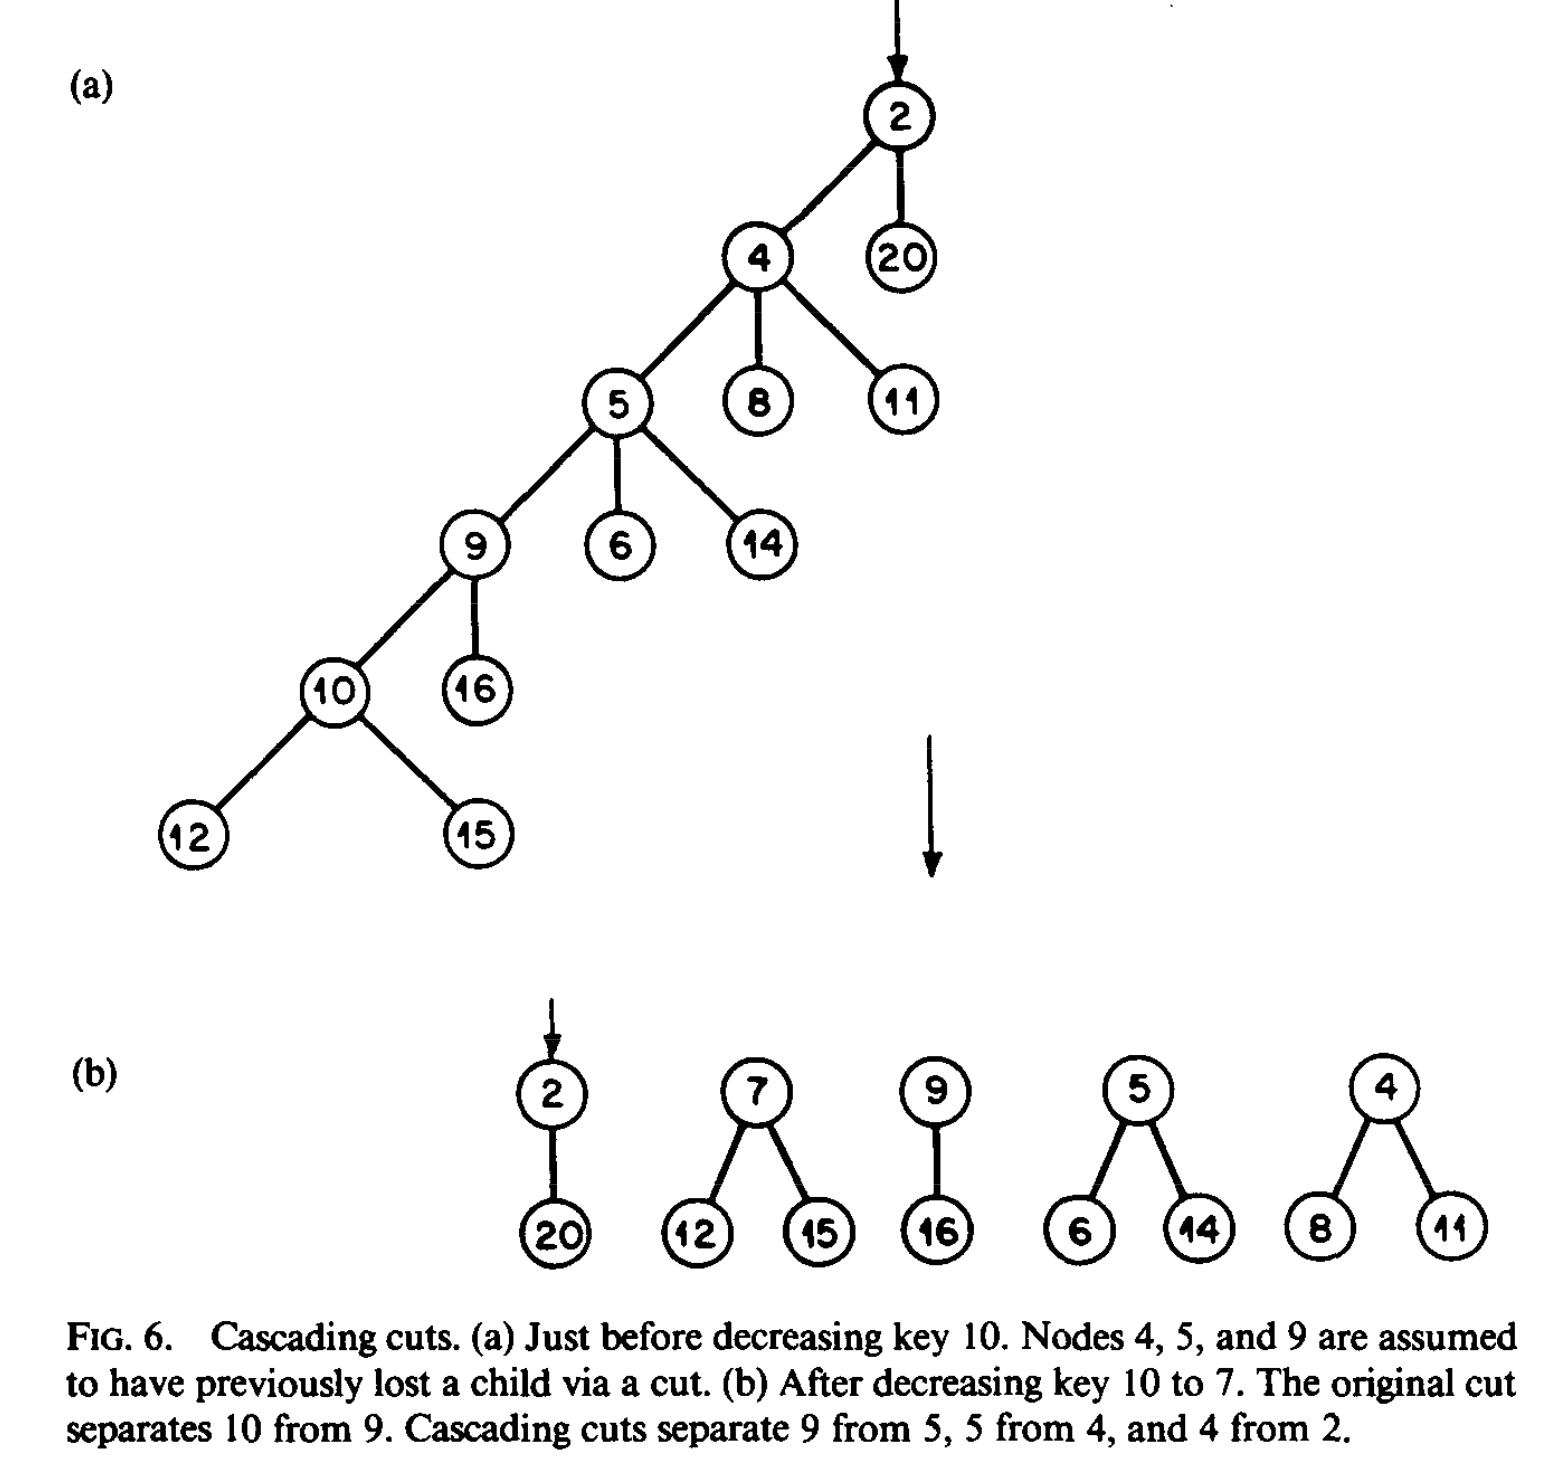 (a)
2
4 20
5 8 11
9 6 14
10 16
12 15
(b)
2 7 9 5 4
20 12 15 16 6 14 8 11
FIG. 6. Cascading cuts. (a) Just before decreasing key 10. Nodes 4, 5, and 9 are assumed
to have previously lost a child via a cut. (b) After decreasing key 10 to 7. The original cut
separates 10 from 9. Cascading cuts separate 9 from 5, 5 from 4, and 4 from 2.